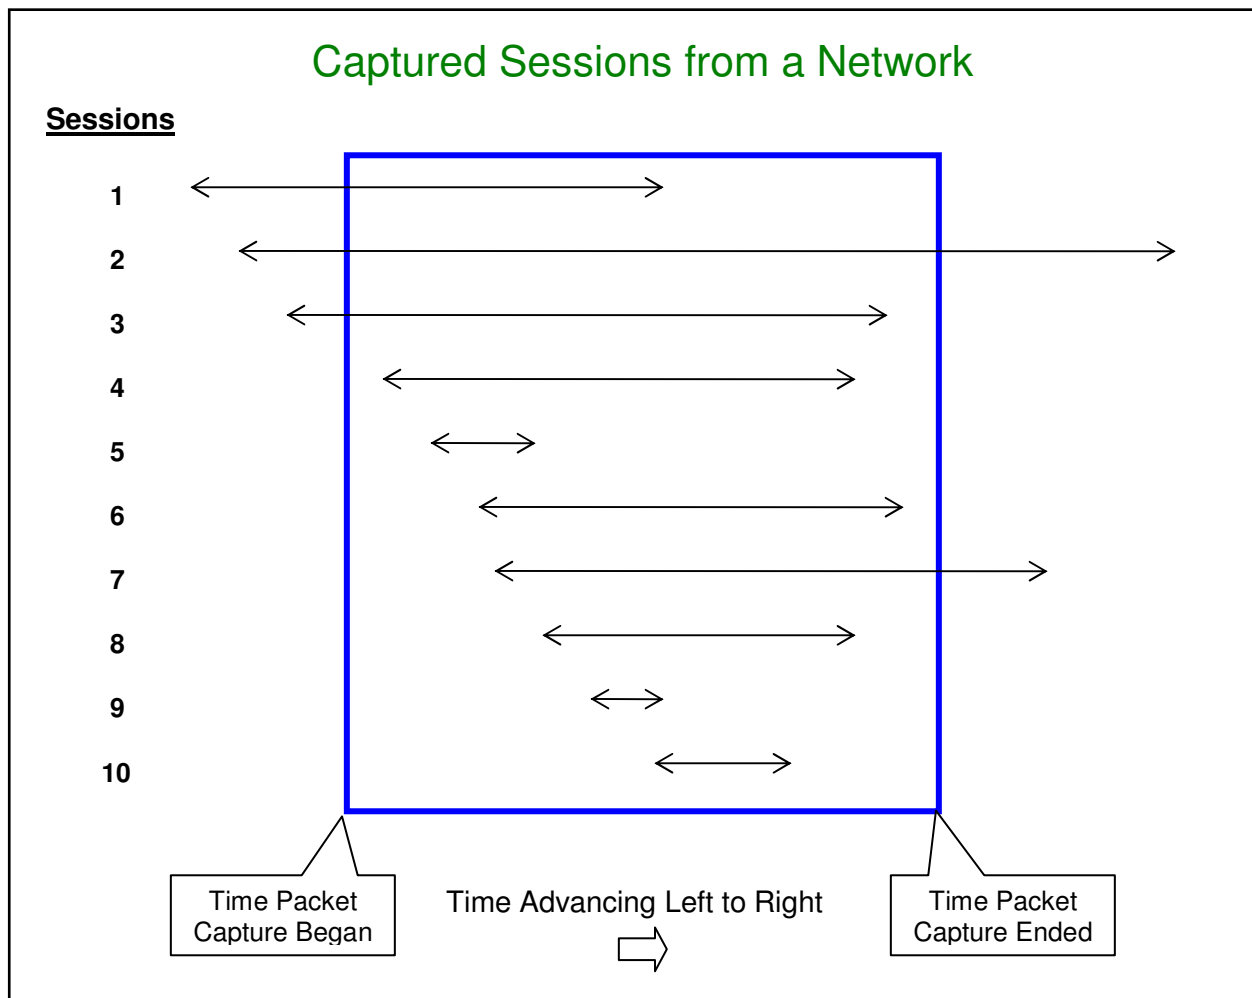 Captured Sessions from a Network
Sessions
1
2
3
4
5
6
7
8
9
10
Time Packet
Capture Began
Time Advancing Left to Right
Time Packet
Capture Ended